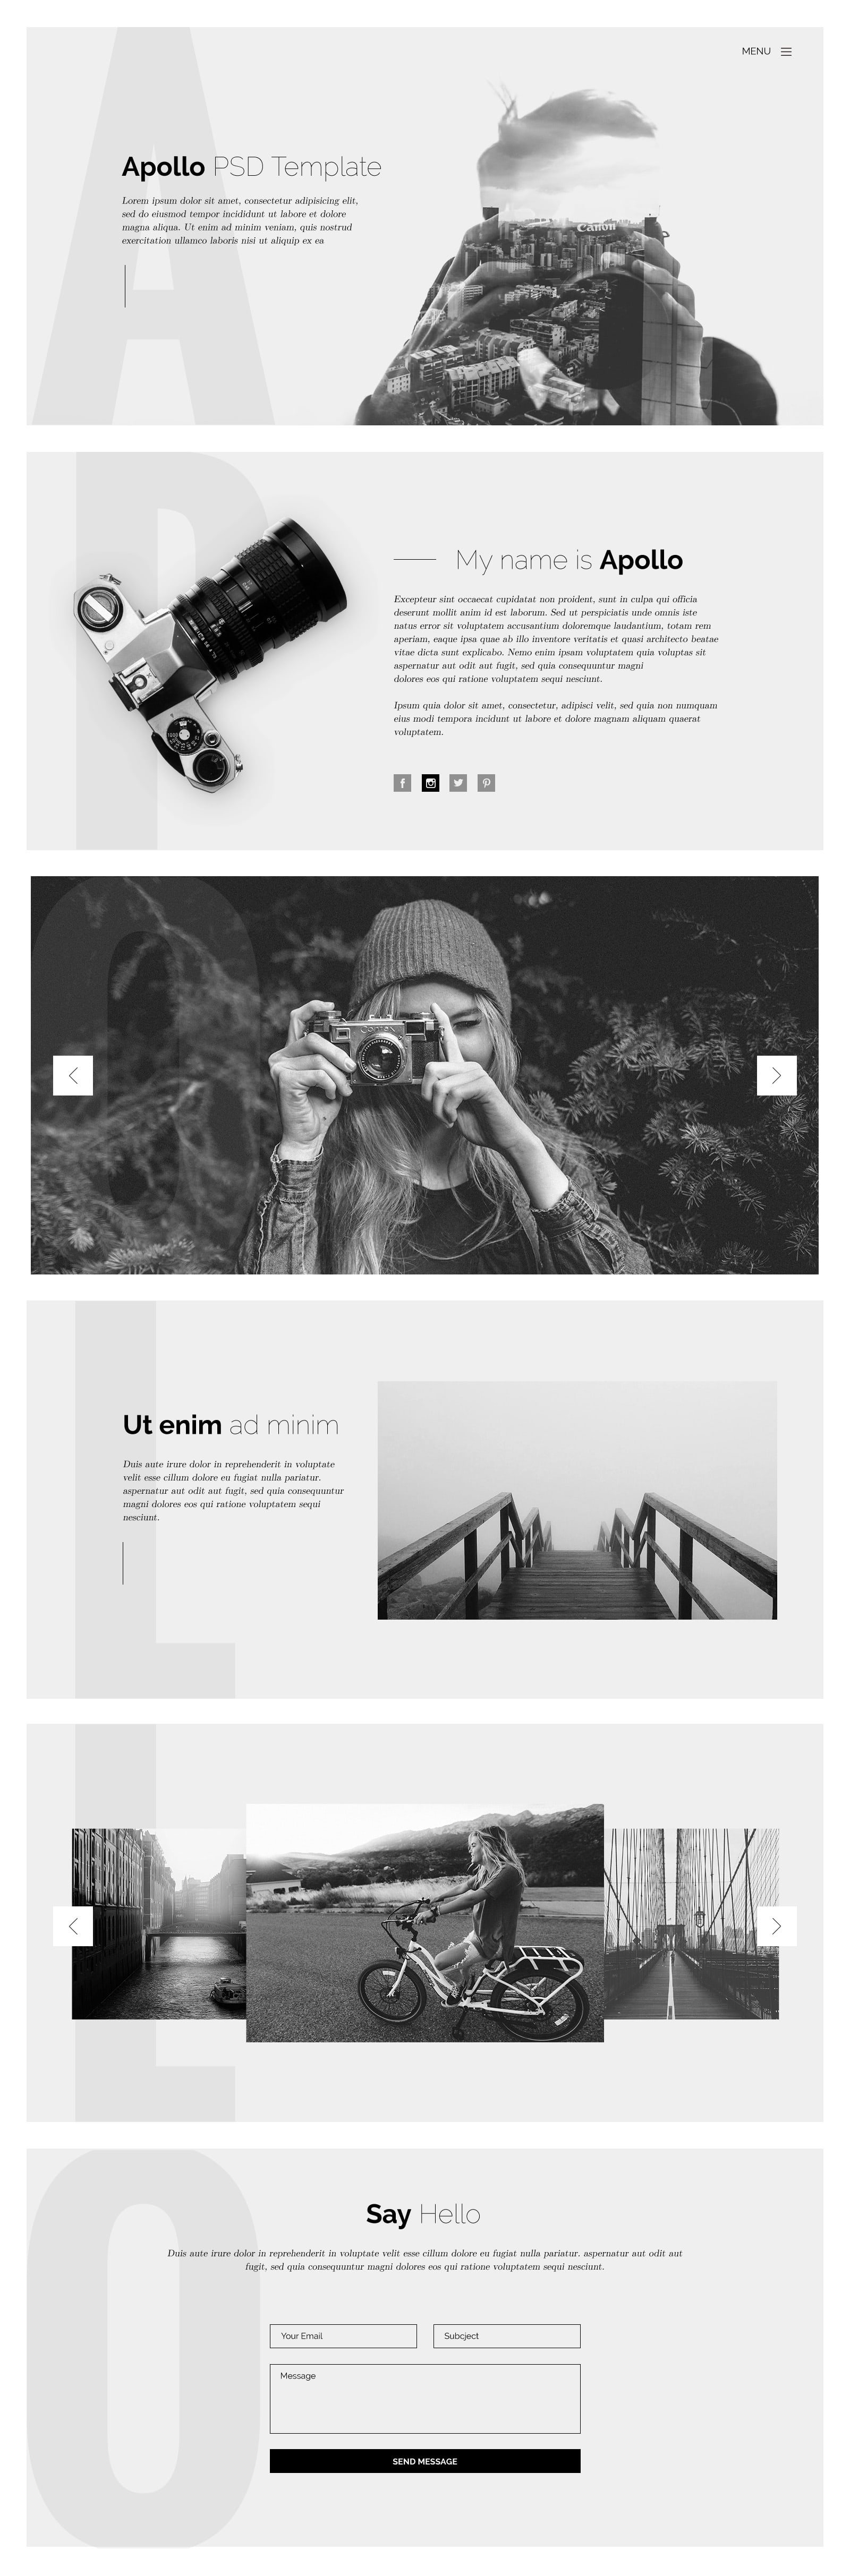 MENU
A
Apollo PSD Template
Lorem ipsum dolor sit amet, consectetur adipisicing elit,
sed do eiusmod tempor incididunt ut labore et dolore
magna aliqua. Ut enim ad minim veniam, quis nostrud
exercitation ullamco laboris nisi ut aliquip ex ea
Canon
P
My name is Apollo
Excepteur sint occaecat cupidatat non proident, sunt in culpa qui officia
deserunt mollit anim id est laborum. Sed ut perspiciatis unde omnis iste
natus error sit voluptatem accusantium doloremque laudantium, totam rem
aperiam, eaque ipsa quae ab illo inventore veritatis et quasi architecto beatae
vitae dicta sunt explicabo. Nemo enim ipsam voluptatem quia voluptas sit
aspernatur aut odit aut fugit, sed quia consequuntur magni
dolores eos qui ratione voluptatem sequi nesciunt.
Ipsum quia dolor sit amet, consectetur, adipisci velit, sed quia non numquam
eius modi tempora incidunt ut labore et dolore magnam aliquam quaerat
voluptatem.
O
Contax
L
Ut enim ad minim
Duis aute irure dolor in reprehenderit in voluptate
velit esse cillum dolore eu fugiat nulla pariatur.
aspernatur aut odit aut fugit, sed quia consequuntur
magni dolores eos qui ratione voluptatem sequi
nesciunt.
L
O
Say Hello
Duis aute irure dolor in reprehenderit in voluptate velit esse cillum dolore eu fugiat nulla pariatur. aspernatur aut odit aut
fugit, sed quia consequuntur magni dolores eos qui ratione voluptatem sequi nesciunt.
Your Email
Subcject
Message
SEND MESSAGE